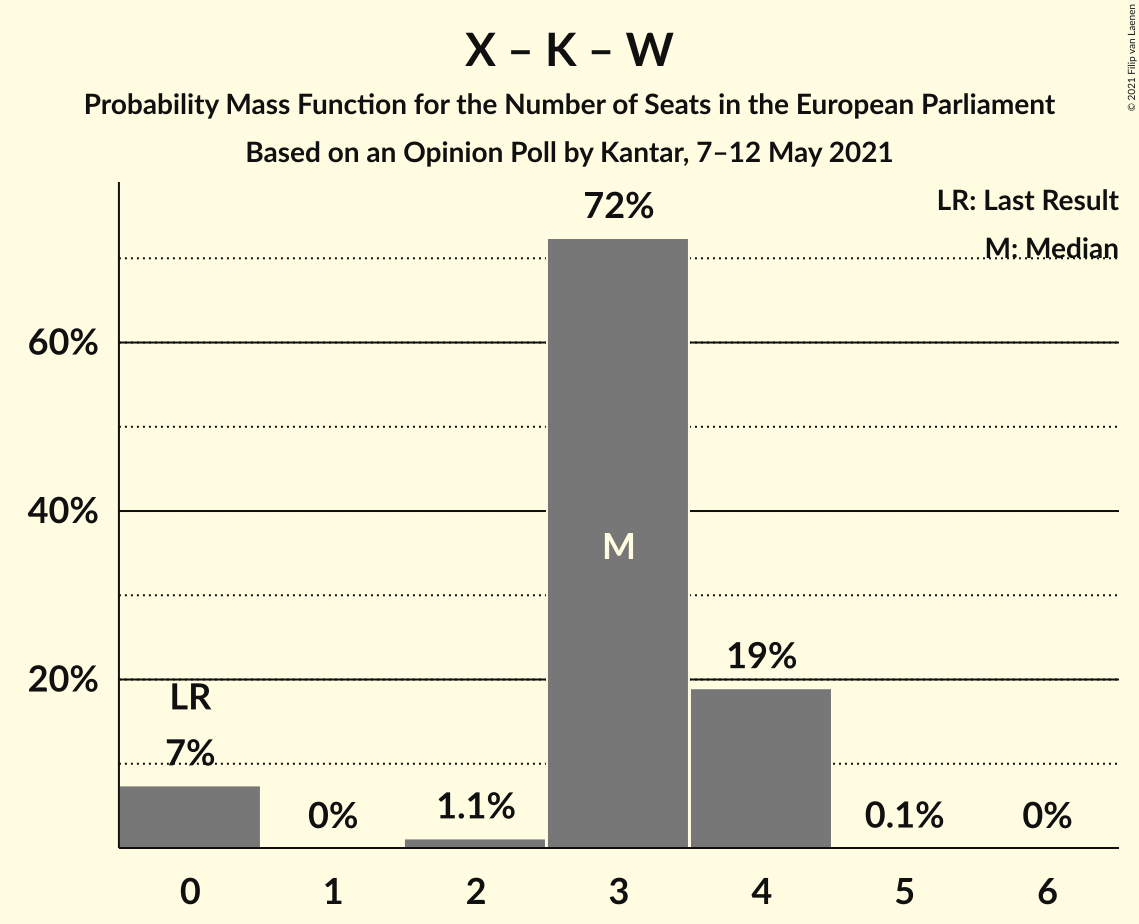 X – K – W
Probability Mass Function for the Number of Seats in the European Parliament
Based on an Opinion Poll by Kantar, 7–12 May 2021
© 2021 Filip van Laenen
LR: Last Result
M: Median
72%
60%
40%
20%
M
19%
LR
7%
0%
1.1%
0.1%
0%
0 1 2 3 4 5 6